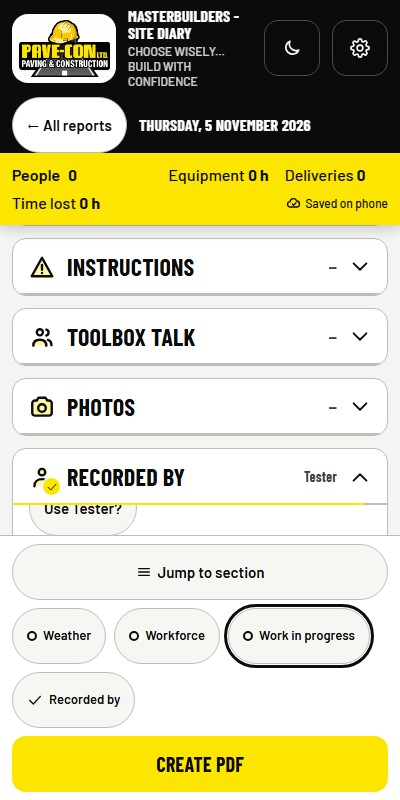 PAVE-CON LTD.
PAVING & CONSTRUCTION
MASTERBUILDERS -
SITE DIARY
CHOOSE WISELY...
BUILD WITH
CONFIDENCE
← All reports
THURSDAY, 5 NOVEMBER 2026
People 0
Equipment 0 h
Deliveries 0
Time lost 0 h
Saved on phone
INSTRUCTIONS –
TOOLBOX TALK –
PHOTOS –
RECORDED BY Tester
Use Tester?
Jump to section
Weather
Workforce
Work in progress
Recorded by
CREATE PDF